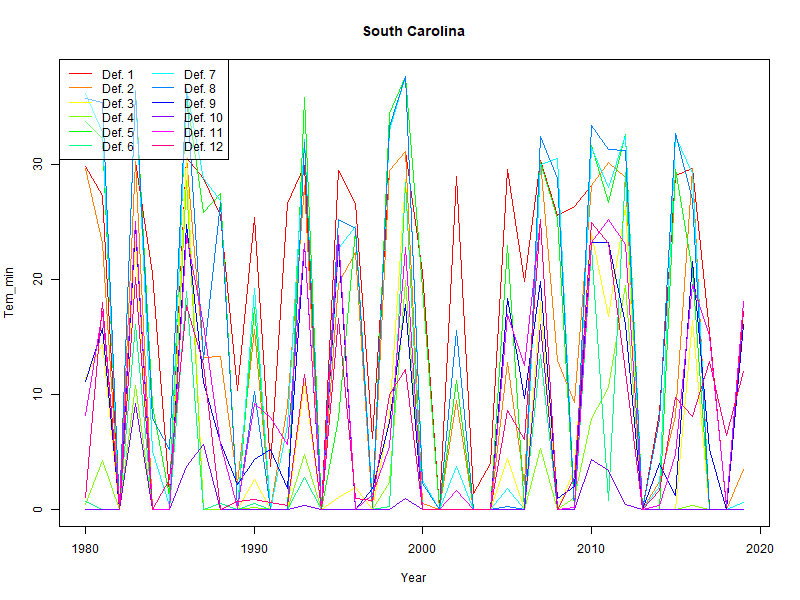 South Carolina
Def. 1
Def. 2
Def. 3
Def. 4
Def. 5
Def. 6
Def. 7
Def. 8
Def. 9
Def. 10
Def. 11
Def. 12
Tem_min
30
20
10
0
1980
1990
2000
2010
2020
Year